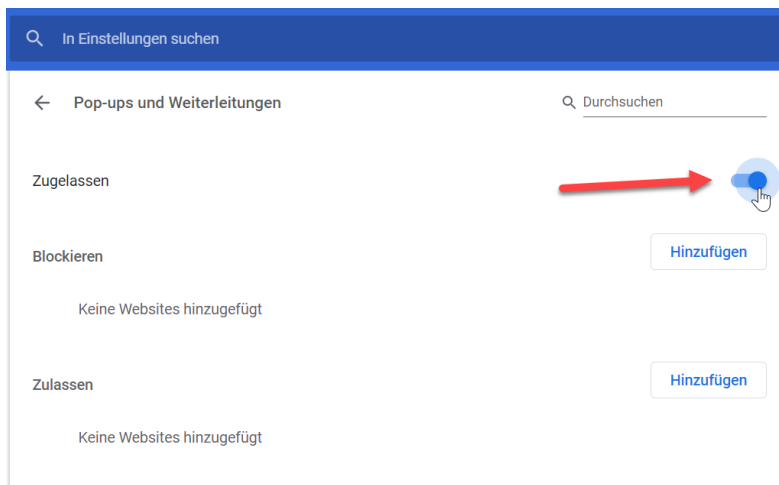 In Einstellungen suchen
Pop-ups und Weiterleitungen
Durchsuchen
Zugelassen
Blockieren
Hinzufügen
Keine Websites hinzugefügt
Zulassen
Hinzufügen
Keine Websites hinzugefügt